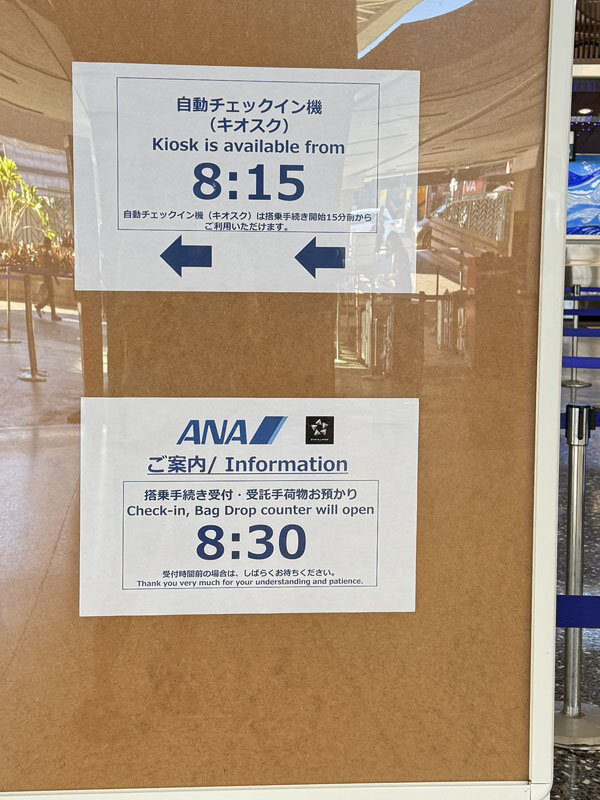 自動チェックイン機
（キオスク）
Kiosk is available from
8:15
自動チェックイン機（キオスク）は搭乗手続き開始15分前から
ご利用いただけます。
ANA
ご案内/ Information
搭乗手続き受付・受託手荷物お預かり
Check-in, Bag Drop counter will open
8:30
受付時間前の場合は、しばらくお待ちください。
Thank you very much for your understanding and patience.